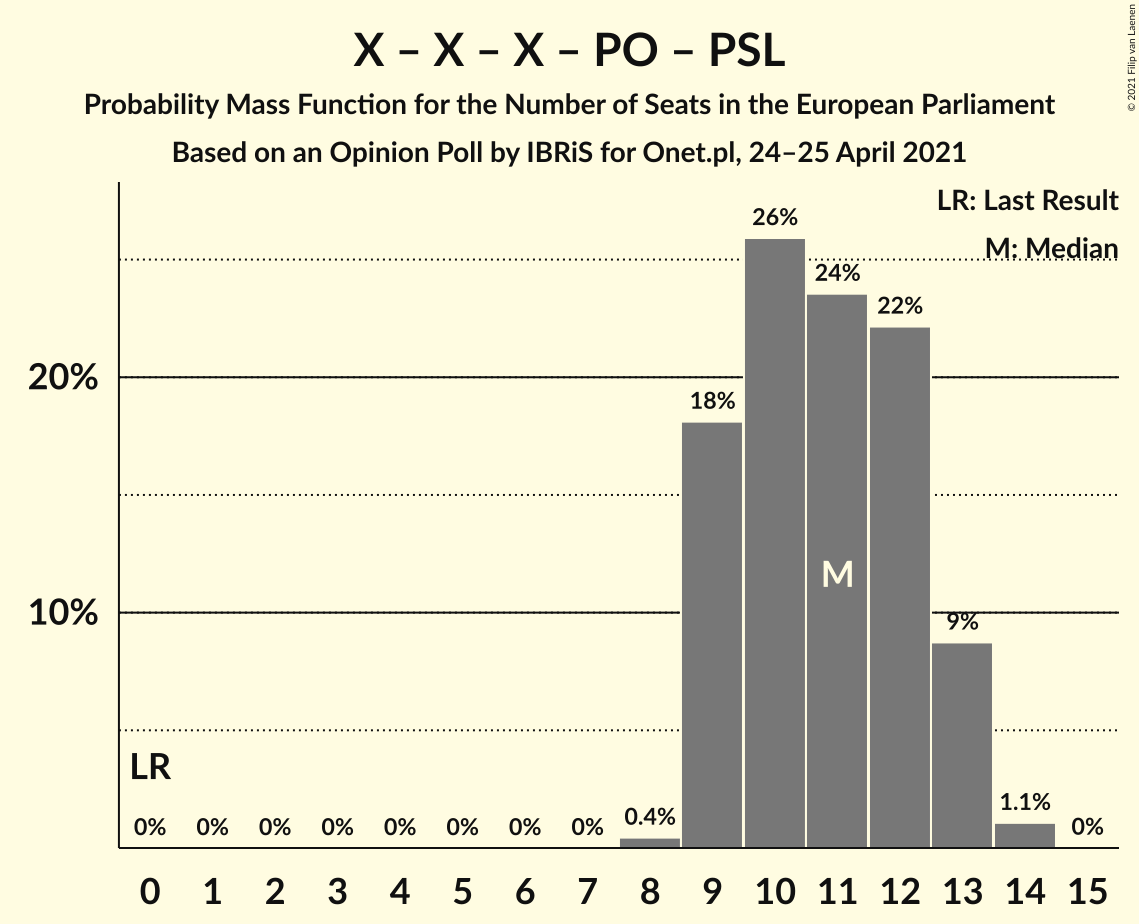 X – X – X – PO – PSL
Probability Mass Function for the Number of Seats in the European Parliament
Based on an Opinion Poll by IBRiS for Onet.pl, 24–25 April 2021
© 2021 Filip van Laenen
LR: Last Result
M: Median
26%
24%
22%
20%
18%
M
10%
9%
LR
0% 0% 0% 0% 0% 0% 0% 0% 0.4% 1.1% 0%
0 1 2 3 4 5 6 7 8 9 10 11 12 13 14 15